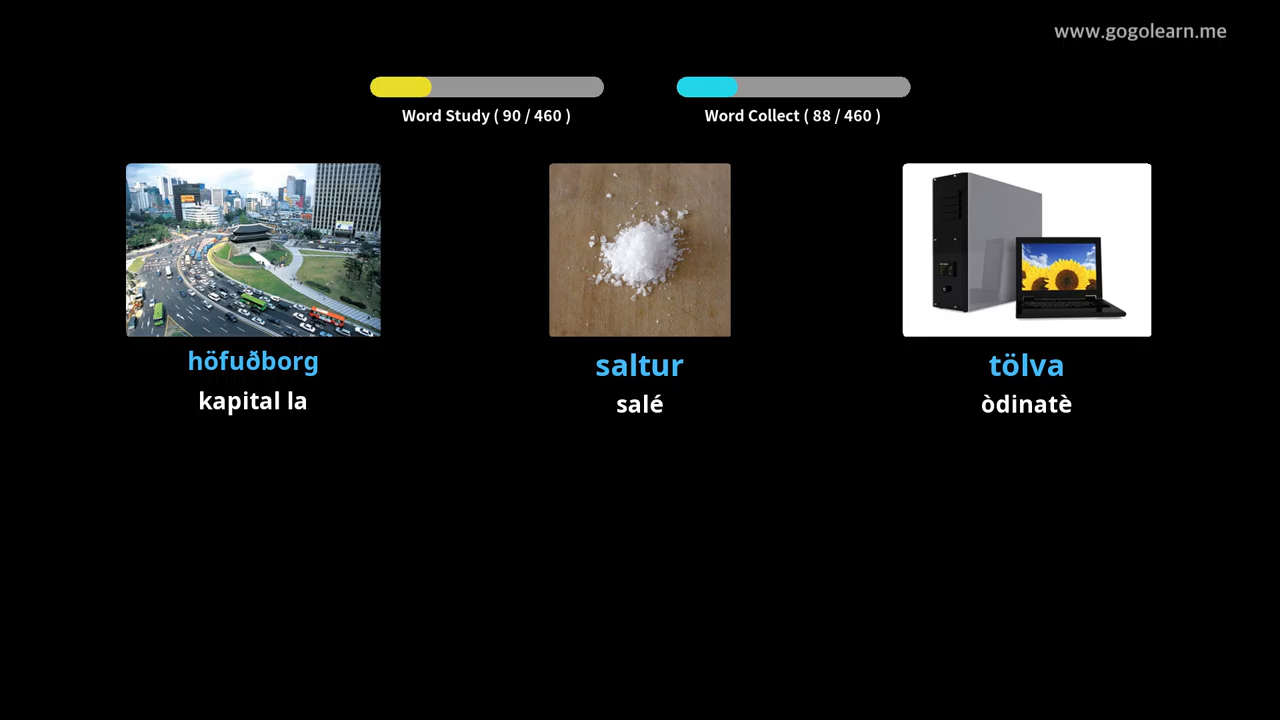 www.gogolearn.me
Word Study ( 90 / 460 )
Word Collect ( 88 / 460 )
höfuðborg
kapital la
saltur
salé
tölva
òdinatè